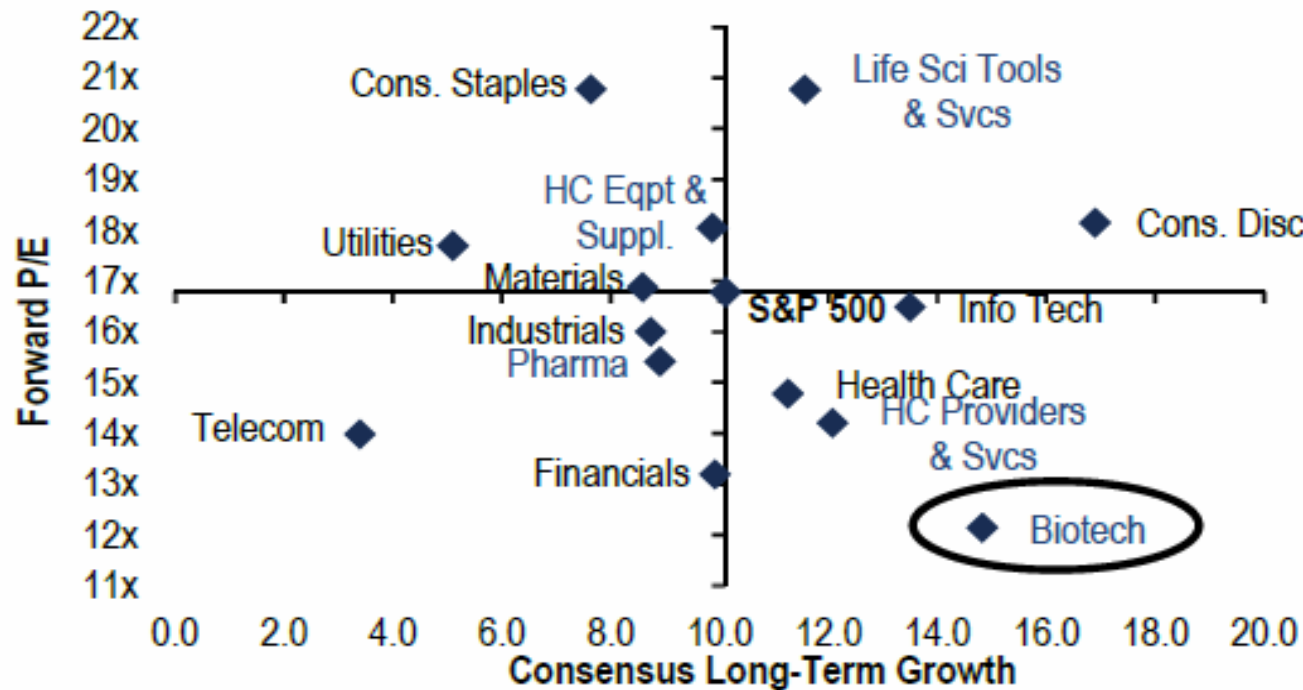 22x
21x
20x
19x
18x
17x
16x
15x
14x
13x
12x
11x
Forward P/E
Cons. Staples
Life Sci Tools
& Svcs
HC Eqpt &
Suppl.
Utilities
Cons. Disc
Materials
S&P 500
Info Tech
Industrials
Pharma
Health Care
HC Providers
& Svcs
Telecom
Financials
Biotech
0.0 2.0 4.0 6.0 8.0 10.0 12.0 14.0 16.0 18.0 20.0
Consensus Long-Term Growth